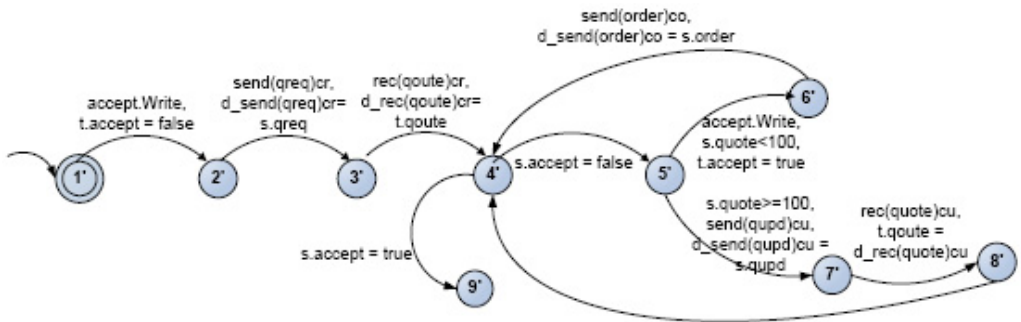 send(order)co,
d_send(order)co = s.order
send(qreq)cr,
d_send(qreq)cr=
s.qreq
rec(qoute)cr,
d_rec(qoute)cr=
t.qoute
accept.Write,
t.accept = false
6'
accept.Write,
s.quote<100,
t.accept = true
1'
2'
3'
4'
s.accept = false
5'
s.quote>=100,
send(qupd)cu,
d_send(qupd)cu =
s.qupd
rec(quote)cu,
t.qoute =
d_rec(quote)cu
s.accept = true
9'
7'
8'